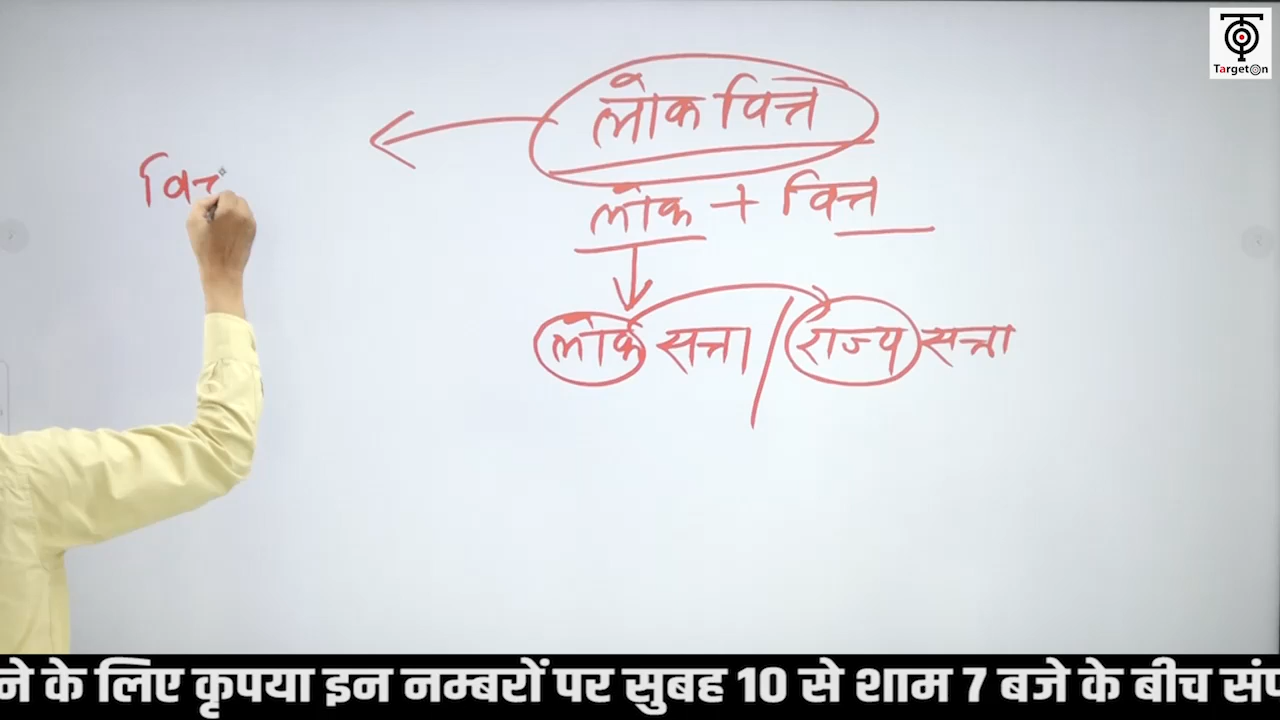 TargetOn
लोक वित्त
वित्त
लोक + वित्त
लोक सत्ता / राज्य सत्ता
ने के लिए कृपया इन नम्बरों पर सुबह 10 से शाम 7 बजे के बीच संप